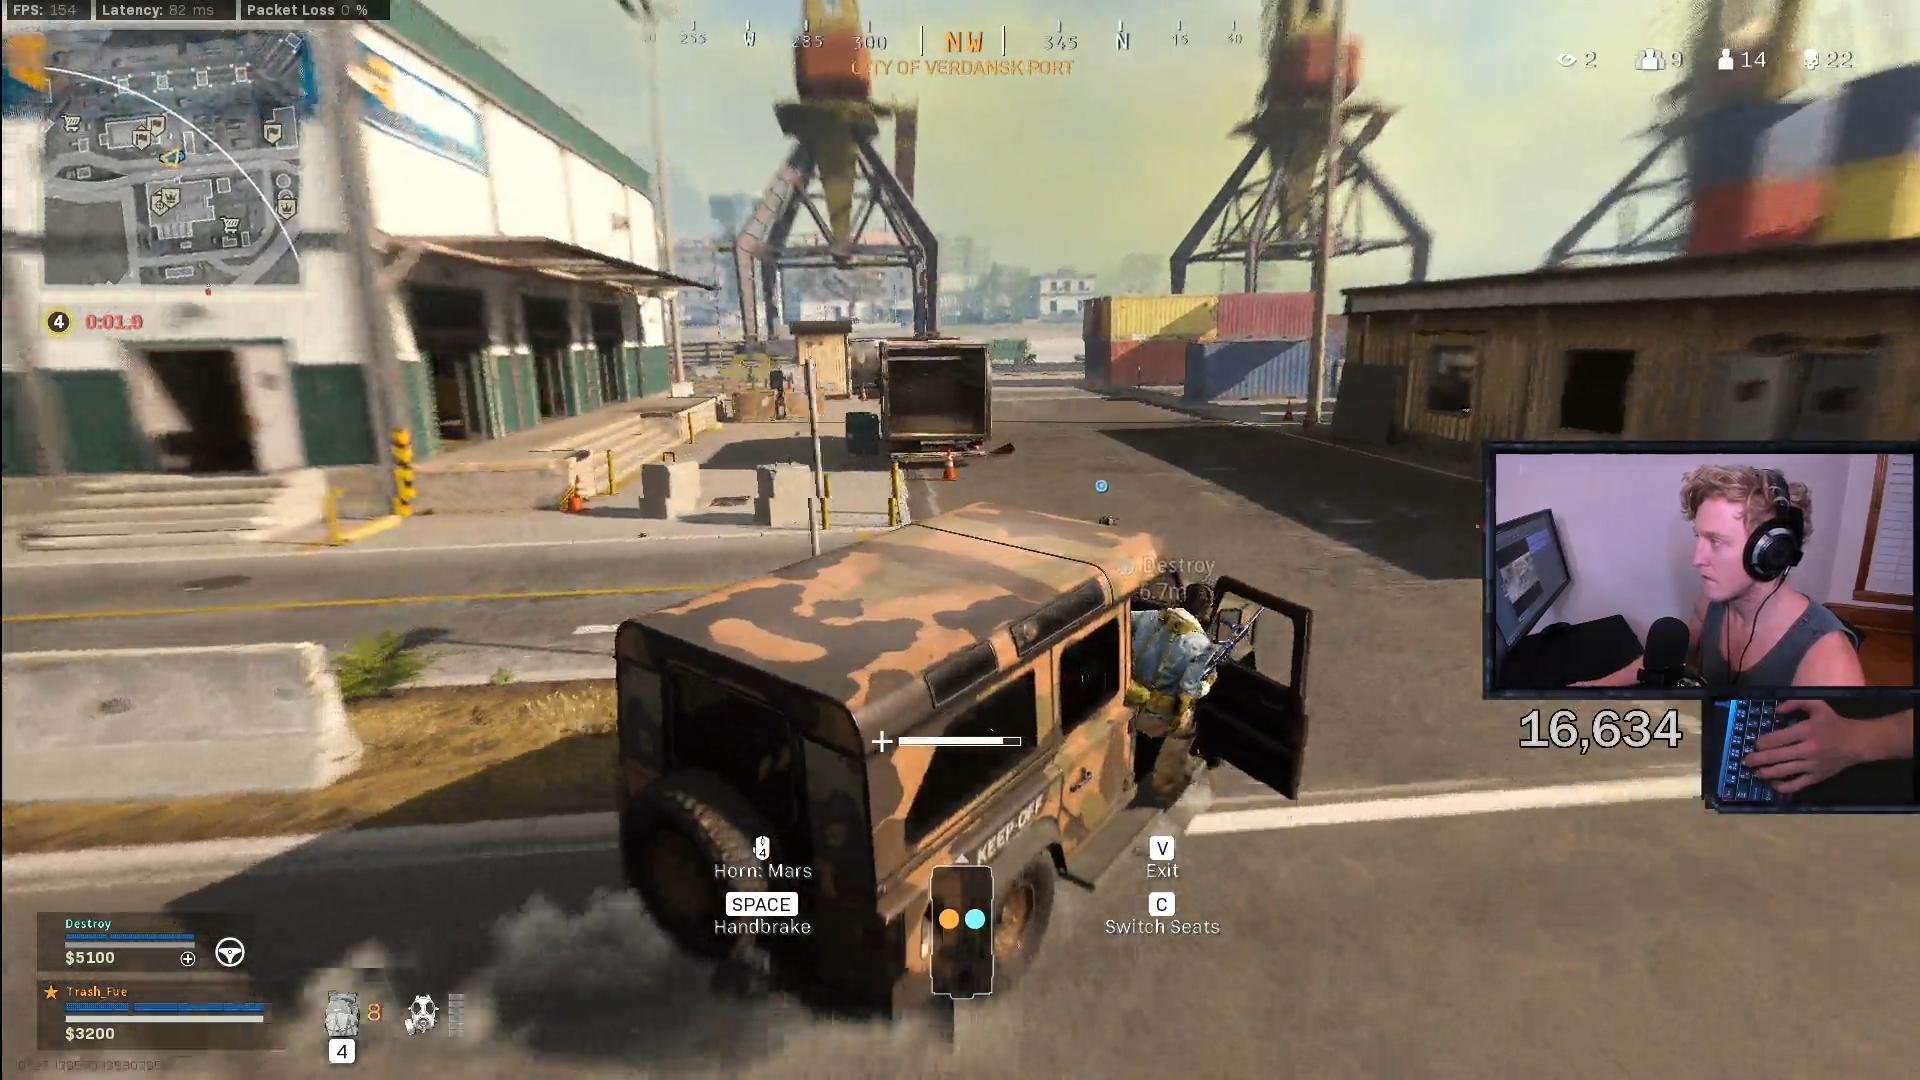 FPS: 154 Latency: 82 ms Packet Loss 0 %
255 W 285 300 NW 345 N 15 30
CITY OF VERDANSK PORT
2 9 14 22
4 0:01.9
Destroy
6.7m
16,634
KEEP-OFF
4
Horn: Mars
SPACE
Handbrake
V
Exit
C
Switch Seats
Destroy
$5100
Trash_Fue
$3200
8
4